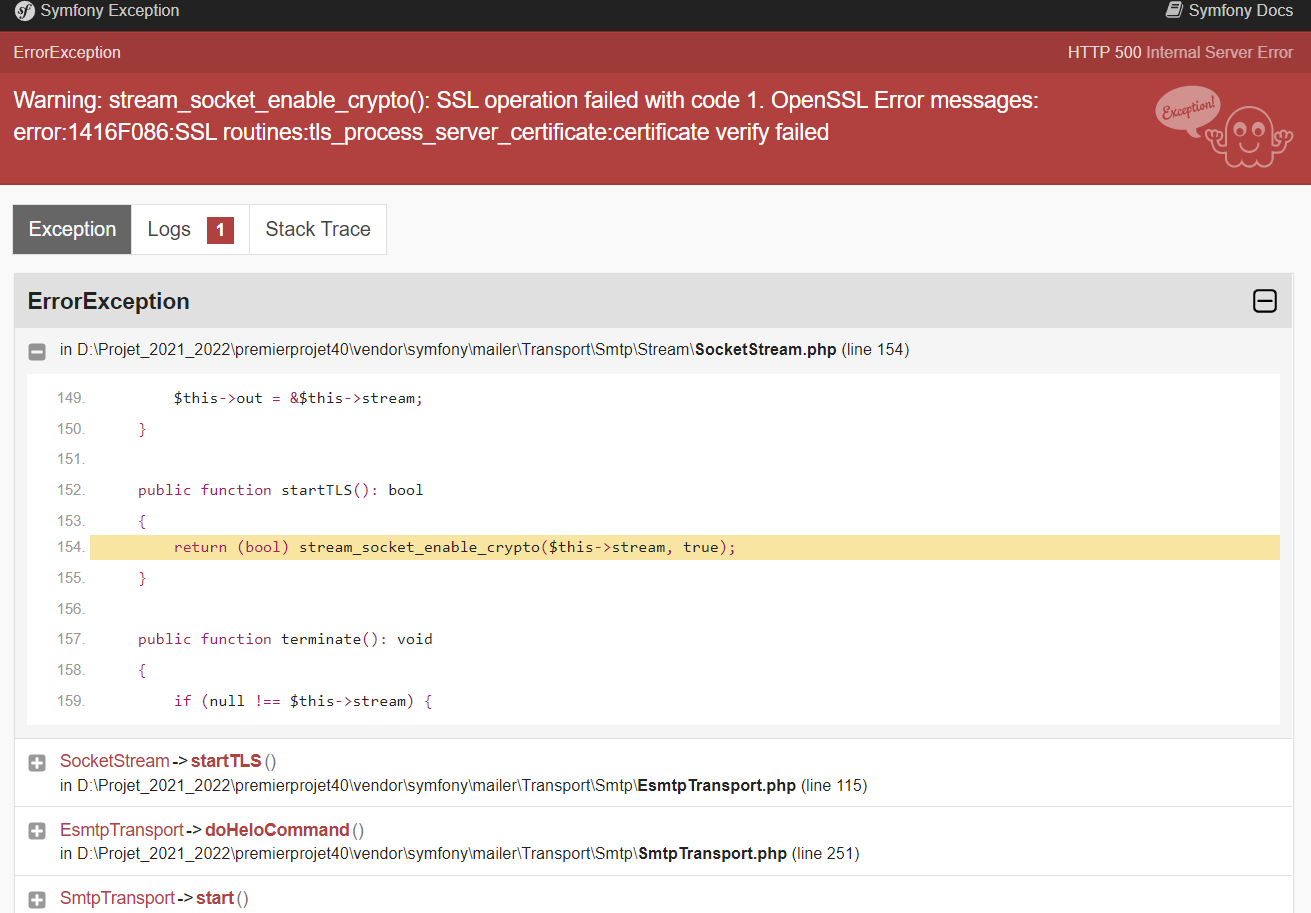 sf Symfony Exception
Symfony Docs
ErrorException
HTTP 500 Internal Server Error
Warning: stream_socket_enable_crypto(): SSL operation failed with code 1. OpenSSL Error messages:
error:1416F086:SSL routines:tls_process_server_certificate:certificate verify failed
Exception!
Exception
Logs 1
Stack Trace
ErrorException
in D:\Projet_2021_2022\premierprojet40\vendor\symfony\mailer\Transport\Smtp\Stream\SocketStream.php (line 154)
149. $this->out = &$this->stream;
150. }
151.
152. public function startTLS(): bool
153. {
154. return (bool) stream_socket_enable_crypto($this->stream, true);
155. }
156.
157. public function terminate(): void
158. {
159. if (null !== $this->stream) {
SocketStream->startTLS()
in D:\Projet_2021_2022\premierprojet40\vendor\symfony\mailer\Transport\Smtp\EsmtpTransport.php (line 115)
EsmtpTransport->doHeloCommand()
in D:\Projet_2021_2022\premierprojet40\vendor\symfony\mailer\Transport\Smtp\SmtpTransport.php (line 251)
SmtpTransport->start()